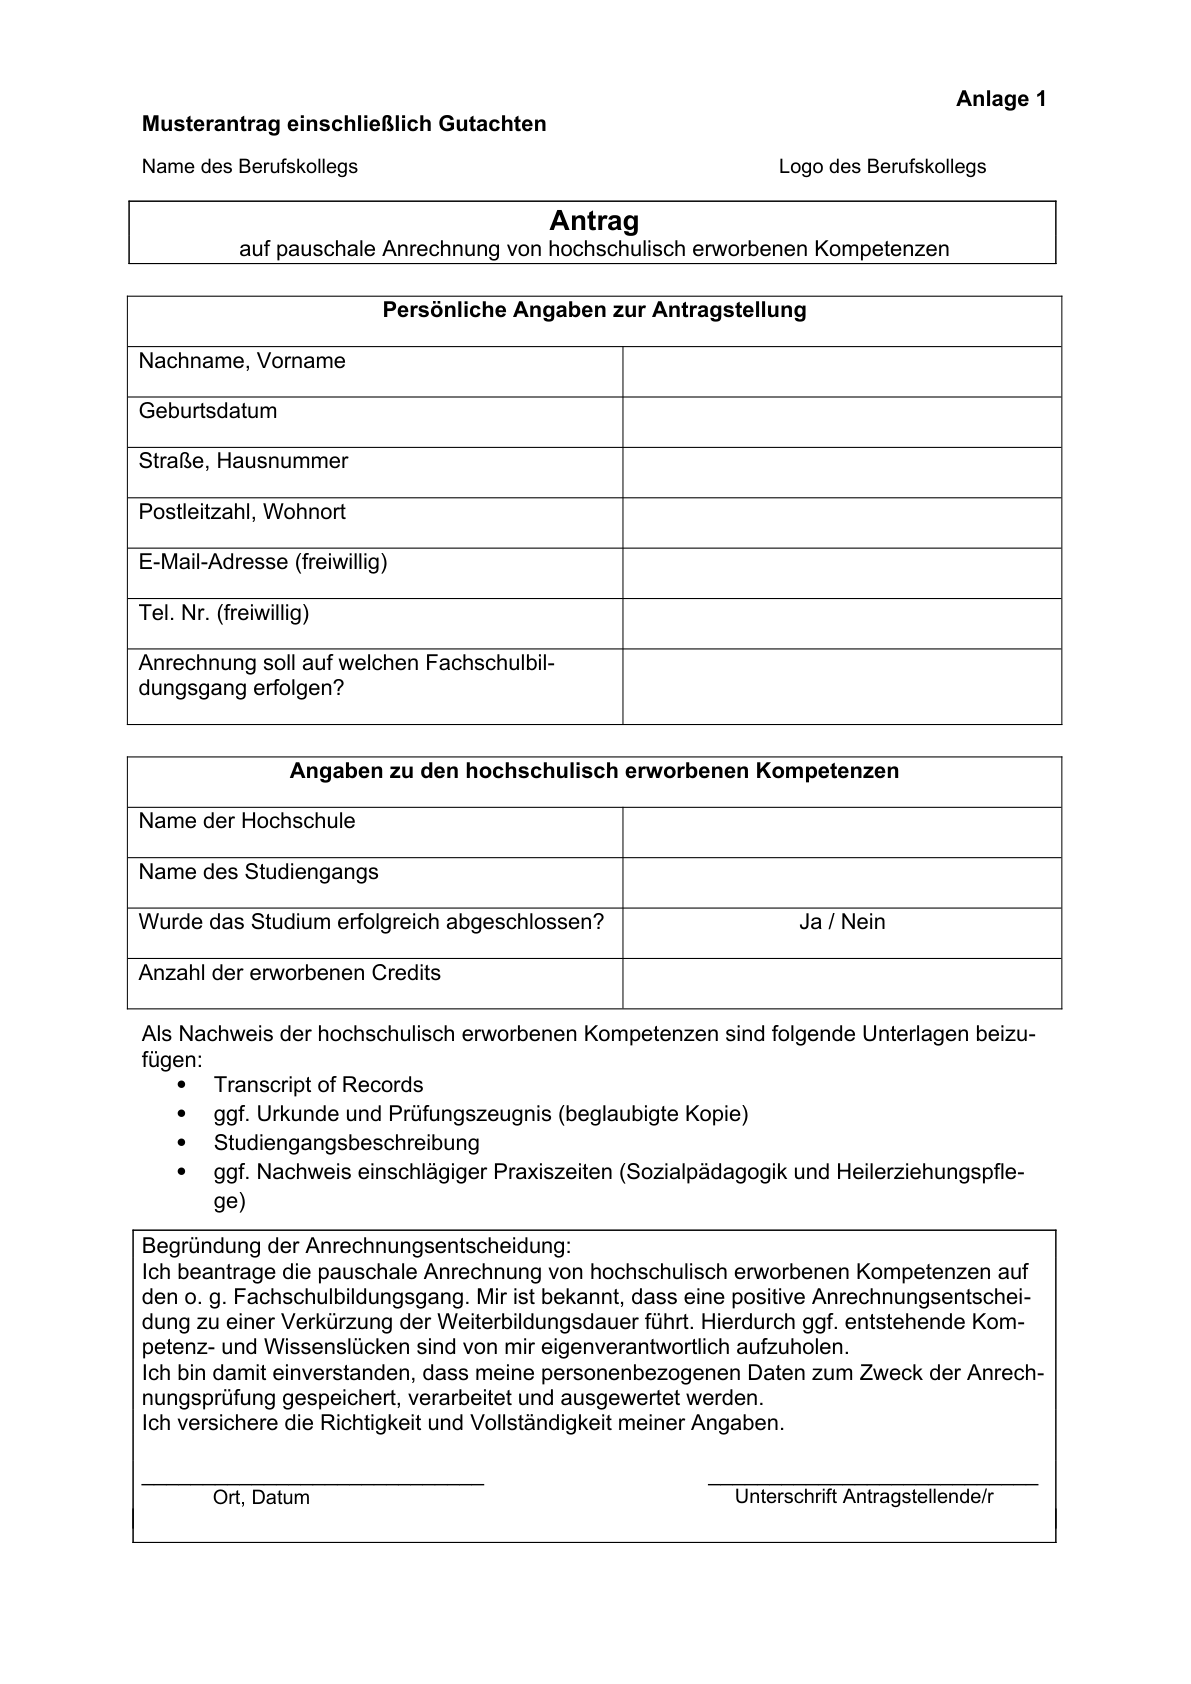 Anlage 1
Musterantrag einschließlich Gutachten
Name des Berufskollegs Logo des Berufskollegs
Antrag
auf pauschale Anrechnung von hochschulisch erworbenen Kompetenzen
Persönliche Angaben zur Antragstellung
Nachname, Vorname
Geburtsdatum
Straße, Hausnummer
Postleitzahl, Wohnort
E-Mail-Adresse (freiwillig)
Tel. Nr. (freiwillig)
Anrechnung soll auf welchen Fachschulbil-
dungsgang erfolgen?
Angaben zu den hochschulisch erworbenen Kompetenzen
Name der Hochschule
Name des Studiengangs
Wurde das Studium erfolgreich abgeschlossen? Ja / Nein
Anzahl der erworbenen Credits
Als Nachweis der hochschulisch erworbenen Kompetenzen sind folgende Unterlagen beizu-
fügen:
• Transcript of Records
• ggf. Urkunde und Prüfungszeugnis (beglaubigte Kopie)
• Studiengangsbeschreibung
• ggf. Nachweis einschlägiger Praxiszeiten (Sozialpädagogik und Heilerziehungspfle-
ge)
Begründung der Anrechnungsentscheidung:
Ich beantrage die pauschale Anrechnung von hochschulisch erworbenen Kompetenzen auf
den o. g. Fachschulbildungsgang. Mir ist bekannt, dass eine positive Anrechnungsentschei-
dung zu einer Verkürzung der Weiterbildungsdauer führt. Hierdurch ggf. entstehende Kom-
petenz- und Wissenslücken sind von mir eigenverantwortlich aufzuholen.
Ich bin damit einverstanden, dass meine personenbezogenen Daten zum Zweck der Anrech-
nungsprüfung gespeichert, verarbeitet und ausgewertet werden.
Ich versichere die Richtigkeit und Vollständigkeit meiner Angaben.
Ort, Datum Unterschrift Antragstellende/r